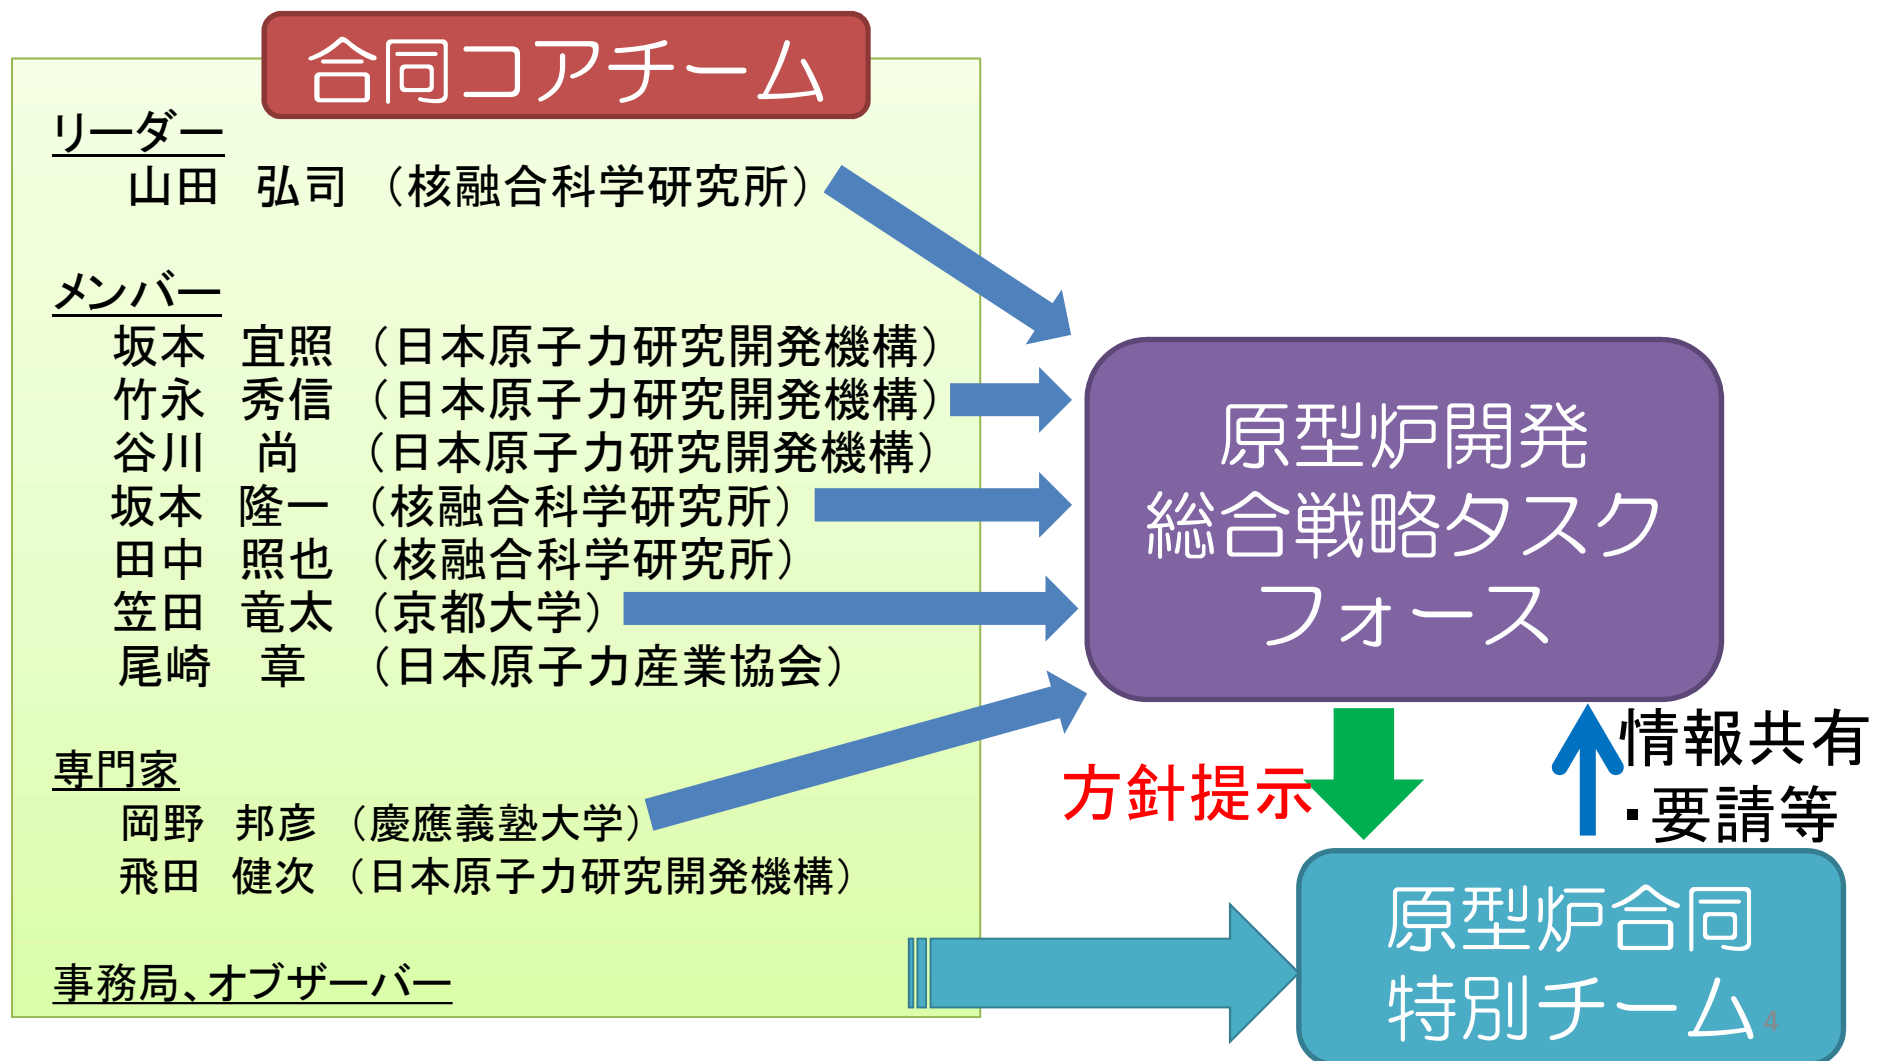 合同コアチーム
リーダー
山田　弘司（核融合科学研究所）
メンバー
坂本　宜照（日本原子力研究開発機構）
竹永　秀信（日本原子力研究開発機構）
谷川　尚　（日本原子力研究開発機構）
坂本　隆一（核融合科学研究所）
田中　照也（核融合科学研究所）
笠田　竜太（京都大学）
尾崎　章　（日本原子力産業協会）
専門家
岡野　邦彦（慶應義塾大学）
飛田　健次（日本原子力研究開発機構）
事務局、オブザーバー
原型炉開発
総合戦略タスク
フォース
方針提示
情報共有
・要請等
原型炉合同
特別チーム
4